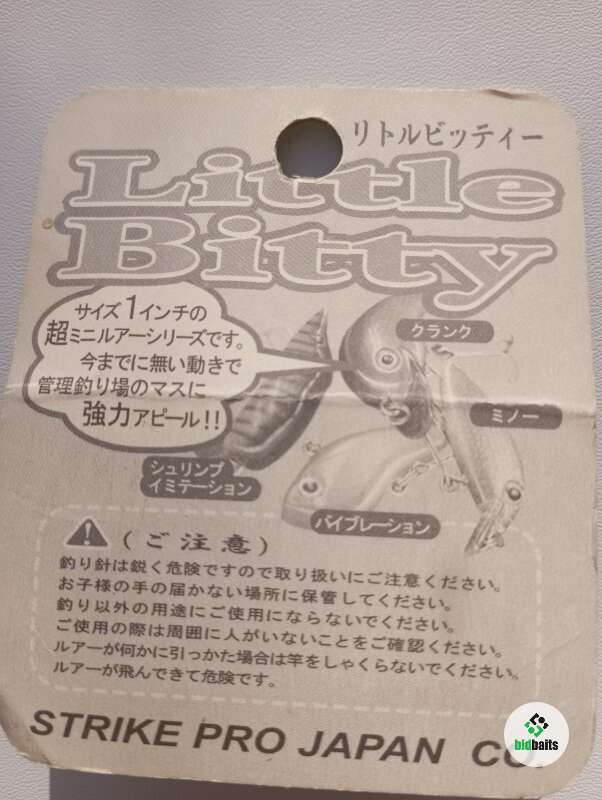 リトルビッティー
Little
Bitty
サイズ1インチの
超ミニルアーシリーズです。
今までに無い動きで
管理釣り場のマスに
強力アピール!!
クランク
ミノー
シュリンプ
イミテーション
バイブレーション
(ご注意)
釣り針は鋭く危険ですので取り扱いにご注意ください。
お子様の手の届かない場所に保管してください。
釣り以外の用途にご使用にならないでください。
ご使用の際は周囲に人がいないことをご確認ください。
ルアーが何かに引っかた場合は竿をしゃくらないでください。
ルアーが飛んできて危険です。
STRIKE PRO JAPAN
bidbaits